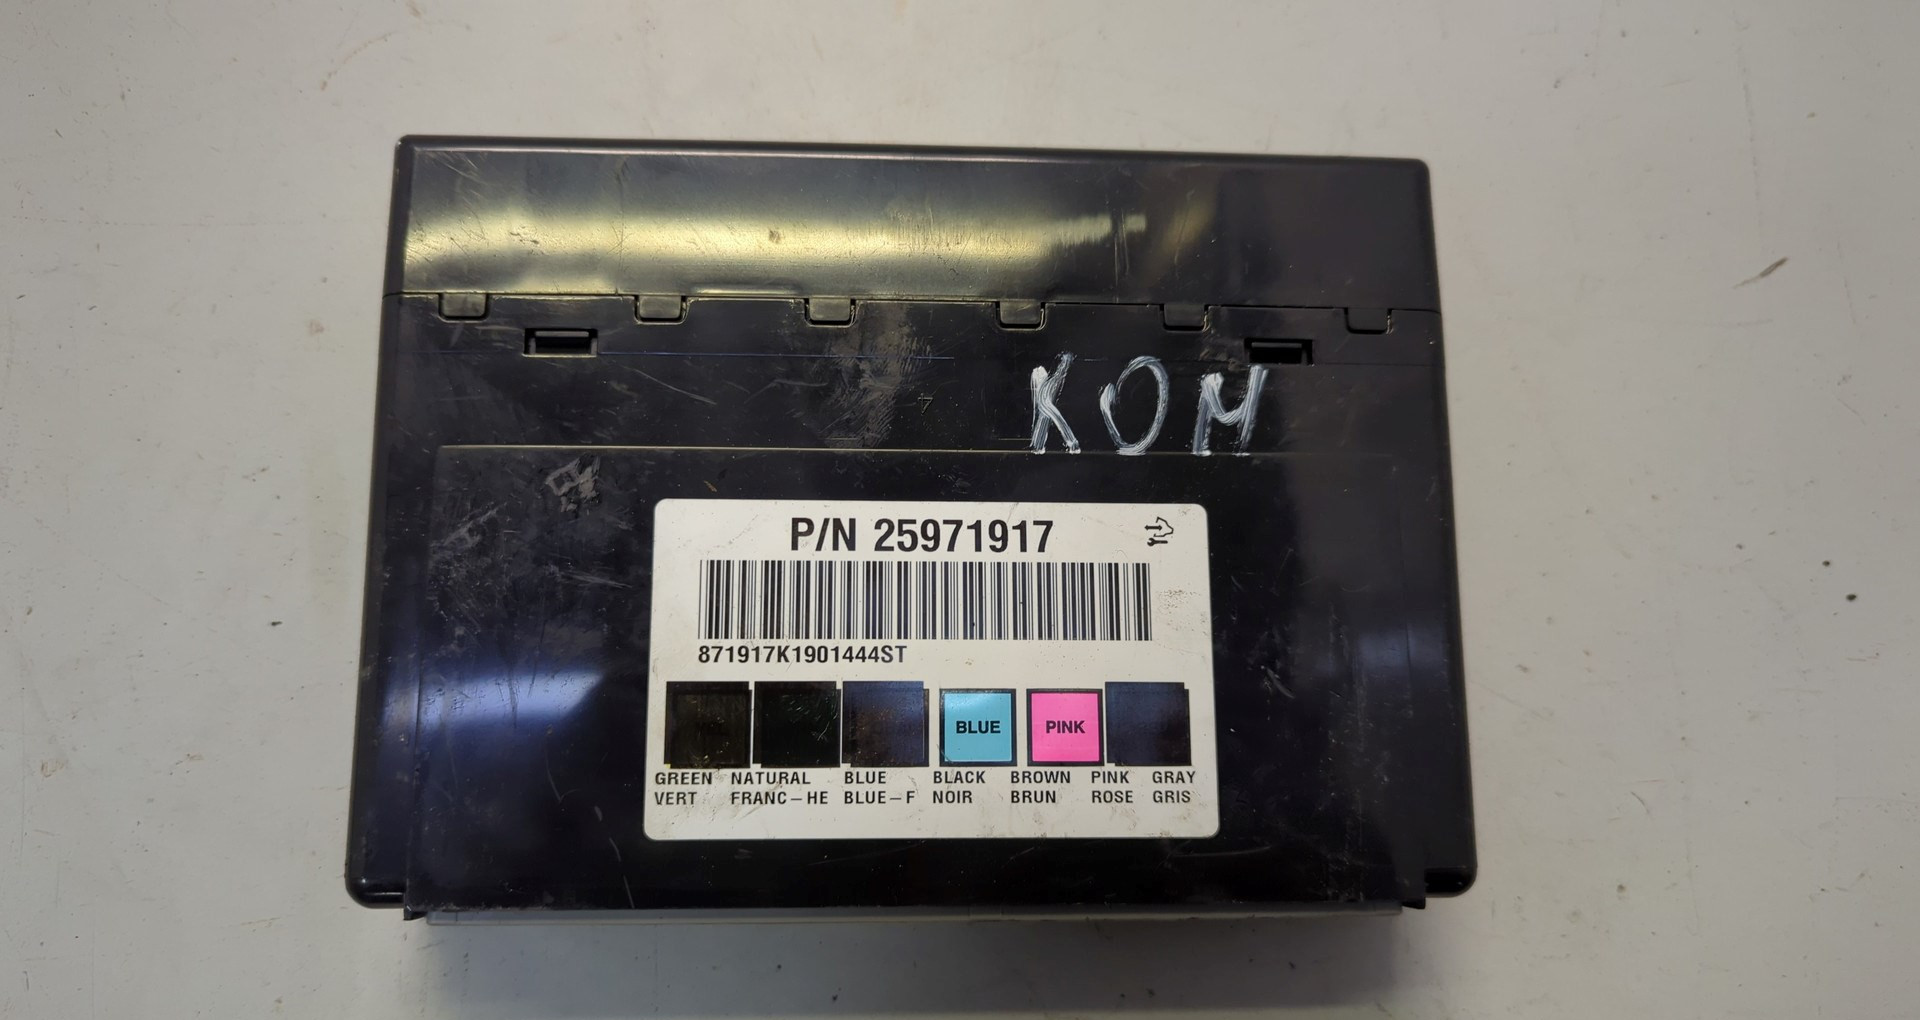 КОМ
P/N 25971917
871917K1901444ST
BLUE PINK
GREEN NATURAL BLUE BLACK BROWN PINK GRAY
VERT FRANC-HE BLUE-F NOIR BRUN ROSE GRIS